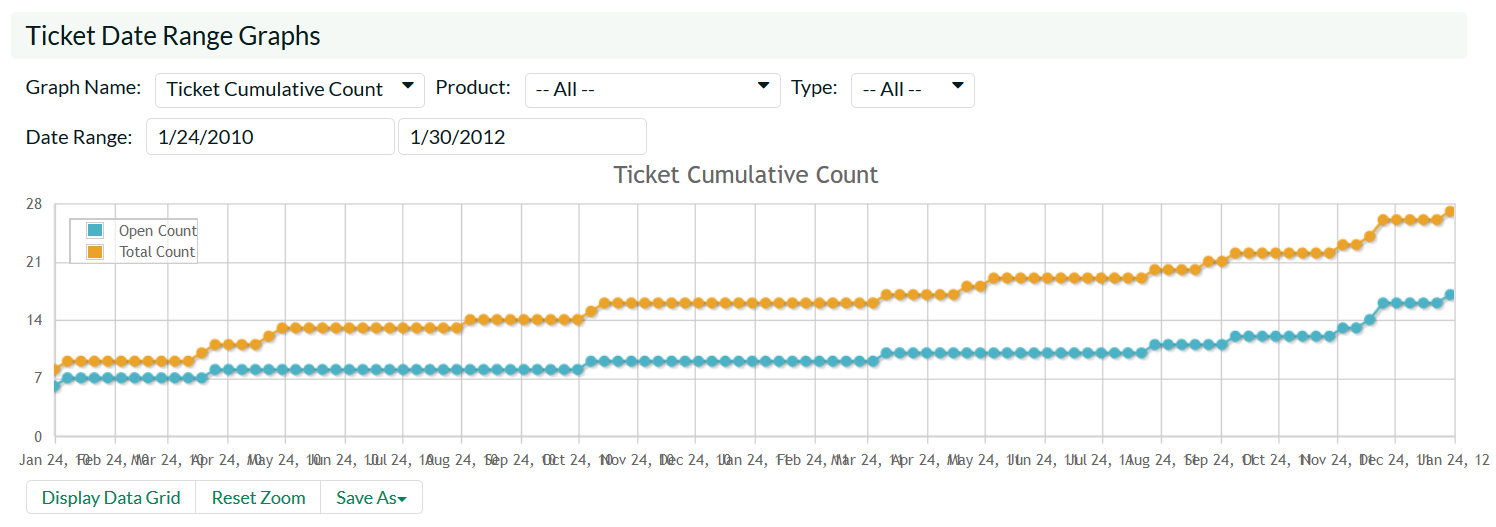 Ticket Date Range Graphs
Graph Name: Ticket Cumulative Count Product: -- All -- Type: -- All --
Date Range: 1/24/2010 1/30/2012
Ticket Cumulative Count
28
Open Count
Total Count
21
14
7
0
Jan 24, 10 Feb 24, 10 Mar 24, 10 Apr 24, 10 May 24, 10 Jun 24, 10 Jul 24, 10 Aug 24, 10 Sep 24, 10 Oct 24, 10 Nov 24, 10 Dec 24, 10 Jan 24, 11 Feb 24, 11 Mar 24, 11 Apr 24, 11 May 24, 11 Jun 24, 11 Jul 24, 11 Aug 24, 11 Sep 24, 11 Oct 24, 11 Nov 24, 11 Dec 24, 11 Jan 24, 12
Display Data Grid Reset Zoom Save As